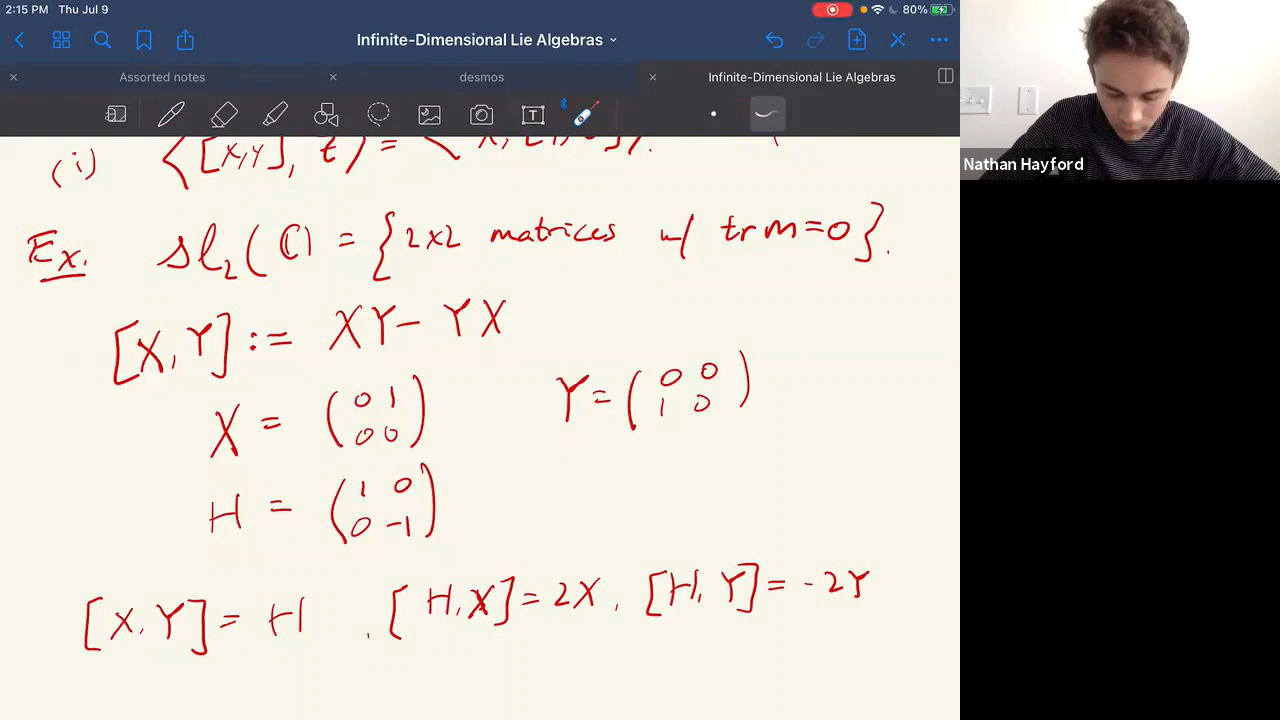 2:15 PM Thu Jul 9
80%
Infinite-Dimensional Lie Algebras
Assorted notes
desmos
Infinite-Dimensional Lie Algebras
T
Nathan Hayford
(i) ⟨[X,Y], z⟩ = ⟨X,
Ex. sl₂(ℂ) = {2x2 matrices w/ tr M=0}.
[X,Y] := XY - YX
X = (0 1; 0 0) Y = (0 0; 1 0)
H = (1 0; 0 -1)
[X,Y] = H , [H,X] = 2X, [H,Y] = -2Y